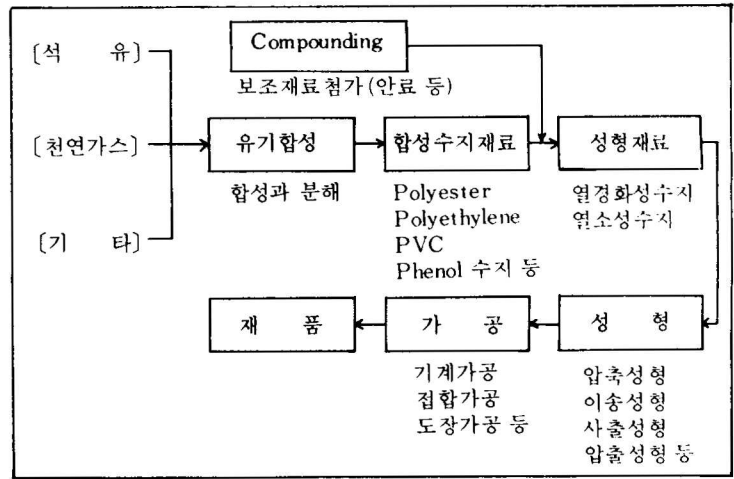 〔석 유〕
Compounding
보조재료첨가(안료 등)
〔천연가스〕
유기합성
합성수지재료
성형재료
합성과 분해
Polyester
Polyethylene
PVC
Phenol 수지 등
열경화성수지
열소성수지
〔기 타〕
재 품
가 공
성 형
기계가공
접합가공
도장가공 등
압축성형
이송성형
사출성형
압출성형 등